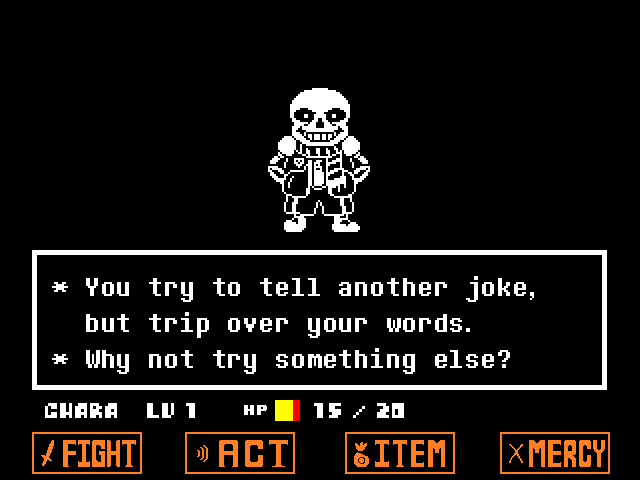 * You try to tell another joke,
but trip over your words.
* Why not try something else?
CHARA LV 1 HP 15 / 20
FIGHT ACT ITEM MERCY